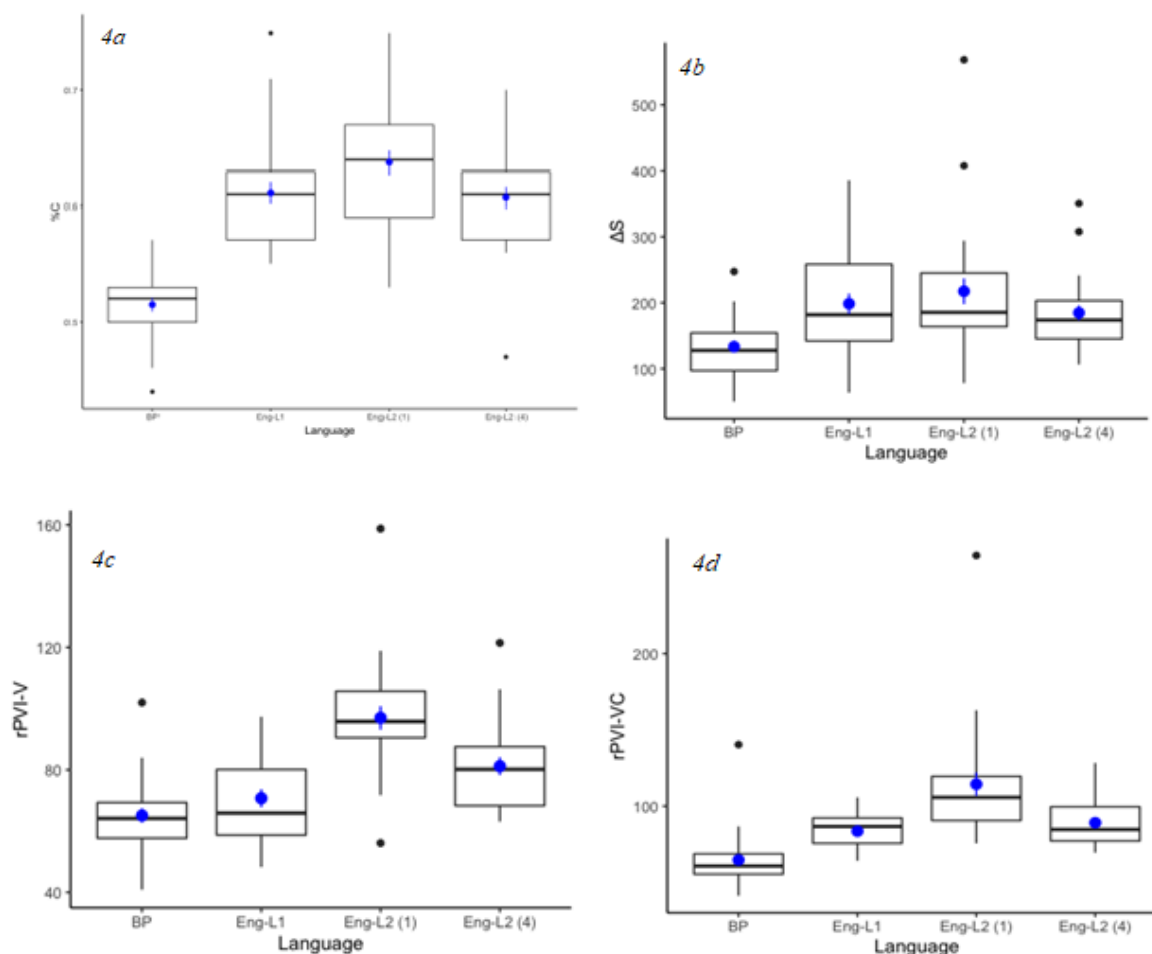 4a
%C
0.7
0.6
0.5
BP
Eng-L1
Eng-L2 (1)
Eng-L2 (4)
Language
4b
ΔS
500
400
300
200
100
BP
Eng-L1
Eng-L2 (1)
Eng-L2 (4)
Language
4c
rPVI-V
160
120
80
40
BP
Eng-L1
Eng-L2 (1)
Eng-L2 (4)
Language
4d
rPVI-VC
200
100
BP
Eng-L1
Eng-L2 (1)
Eng-L2 (4)
Language